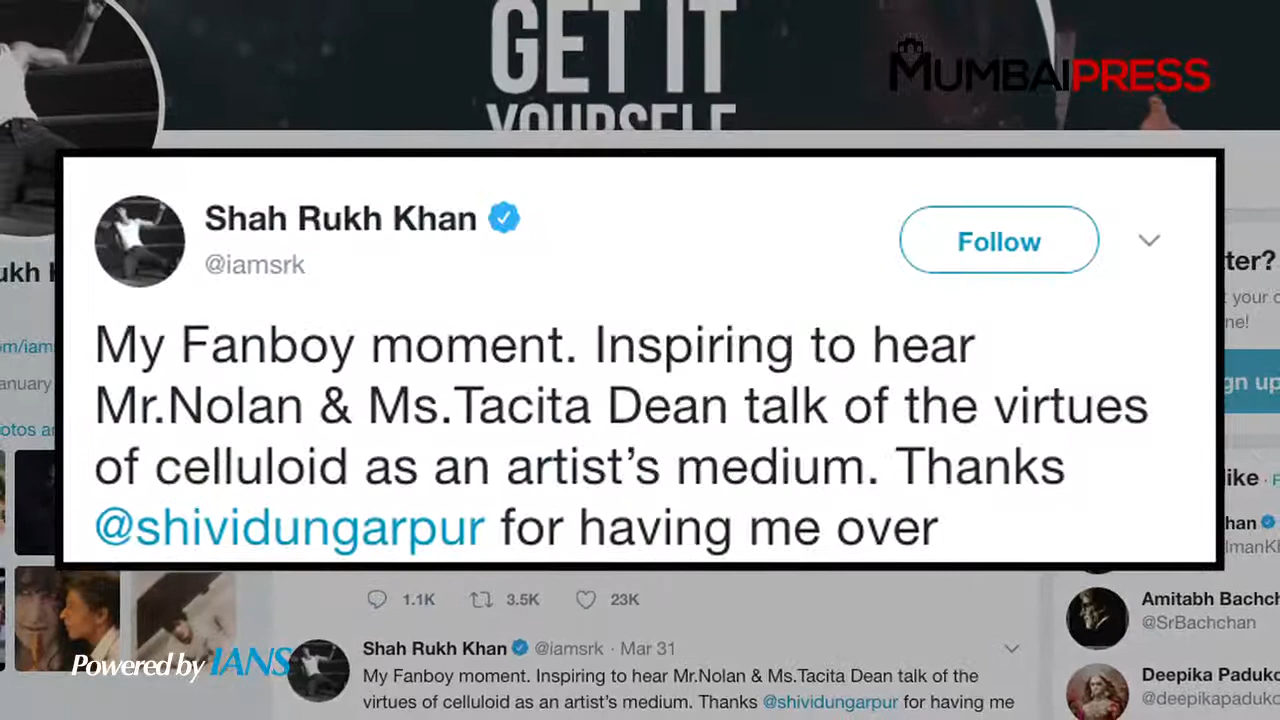 GET IT
YOURSELF
MUMBAIPRESS
Shah Rukh Khan
@iamsrk
Follow
My Fanboy moment. Inspiring to hear
Mr.Nolan & Ms.Tacita Dean talk of the virtues
of celluloid as an artist’s medium. Thanks
@shividungarpur for having me over
1.1K 3.5K 23K
Shah Rukh Khan @iamsrk · Mar 31
My Fanboy moment. Inspiring to hear Mr.Nolan & Ms.Tacita Dean talk of the
virtues of celluloid as an artist's medium. Thanks @shividungarpur for having me
Amitabh Bachch
@SrBachchan
Deepika Paduko
@deepikapaduko
Powered by IANS